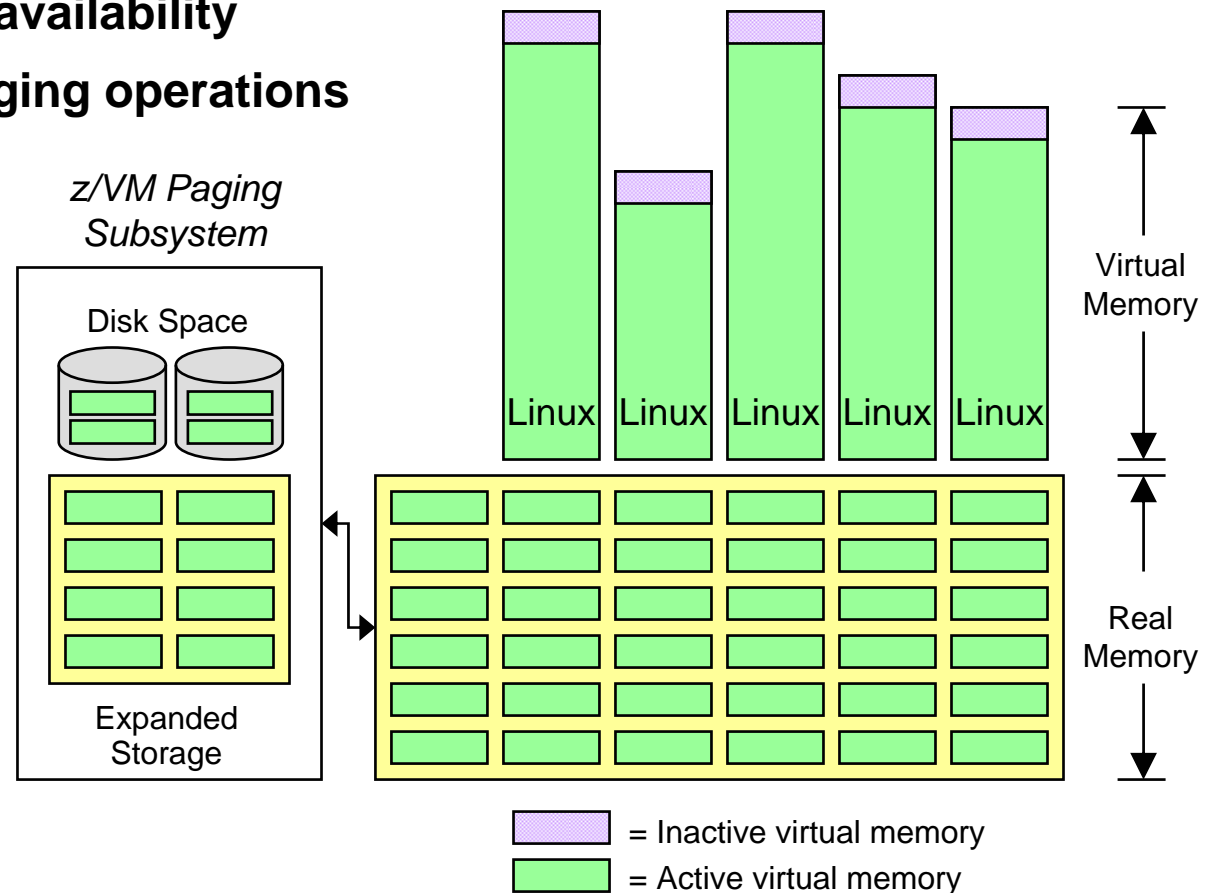 availability
ging operations
z/VM Paging
Subsystem
Disk Space
Expanded
Storage
Linux Linux Linux Linux Linux
Virtual
Memory
Real
Memory
= Inactive virtual memory
= Active virtual memory